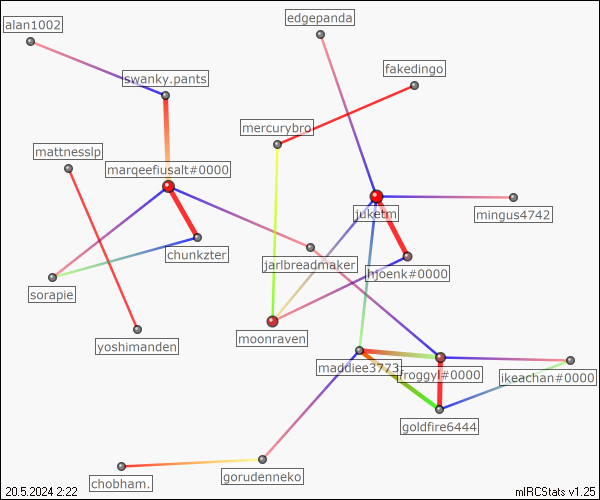 edgepanda
alan1002
fakedingo
swanky.pants
mercurybro
mattnesslp
marqeefiusalt#0000
juketm
mingus4742
chunkzter
jarlbreadmaker
hjoenk#0000
sorapie
moonraven
yoshimanden
maddiee3773
froggyl#0000
ikeachan#0000
goldfire6444
chobham.
gorudenneko
20.5.2024 2:22
mIRCStats v1.25